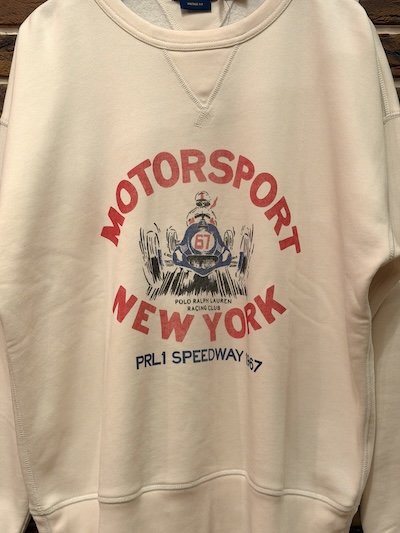 MOTORSPORT
67
POLO RALPH LAUREN
RACING CLUB
NEW YORK
PRL1 SPEEDWAY 1967